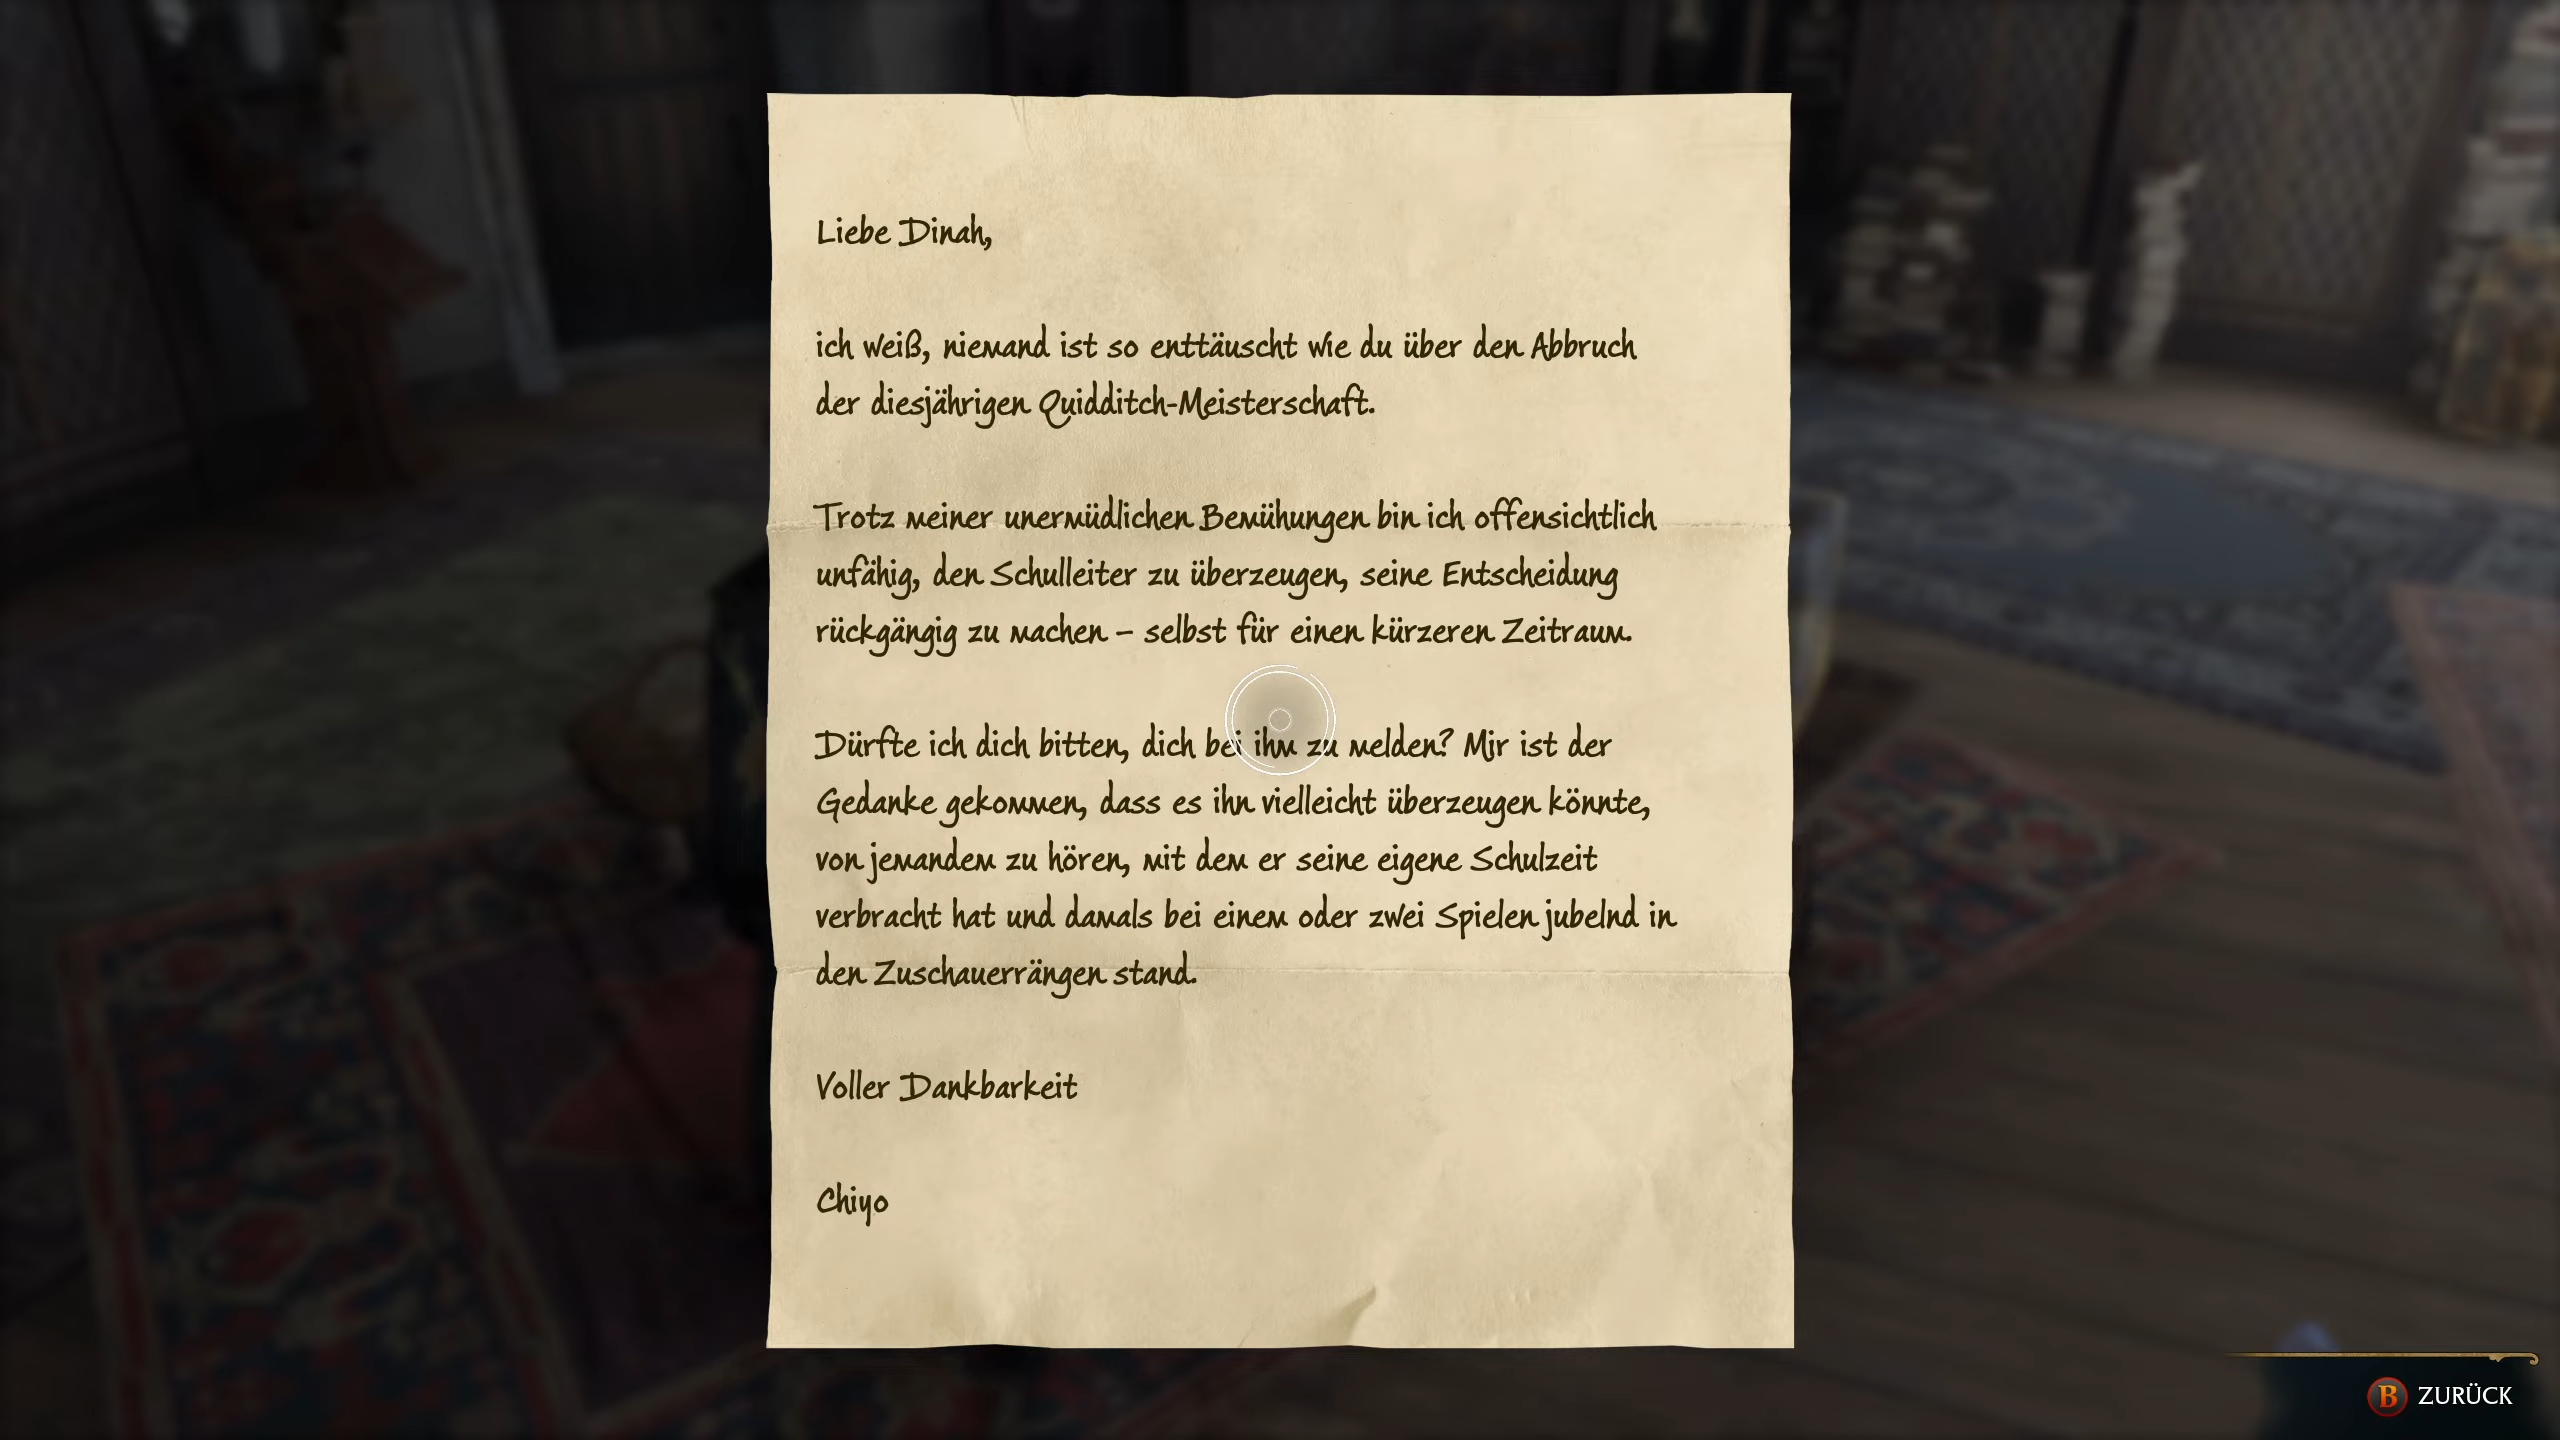 Liebe Dinah,
ich weiß, niemand ist so enttäuscht wie du über den Abbruch
der diesjährigen Quidditch-Meisterschaft.
Trotz meiner unermüdlichen Bemühungen bin ich offensichtlich
unfähig, den Schulleiter zu überzeugen, seine Entscheidung
rückgängig zu machen – selbst für einen kürzeren Zeitraum.
Dürfte ich dich bitten, dich bei ihm zu melden? Mir ist der
Gedanke gekommen, dass es ihn vielleicht überzeugen könnte,
von jemandem zu hören, mit dem er seine eigene Schulzeit
verbracht hat und damals bei einem oder zwei Spielen jubelnd in
den Zuschauerrängen stand.
Voller Dankbarkeit
Chiyo
B ZURÜCK